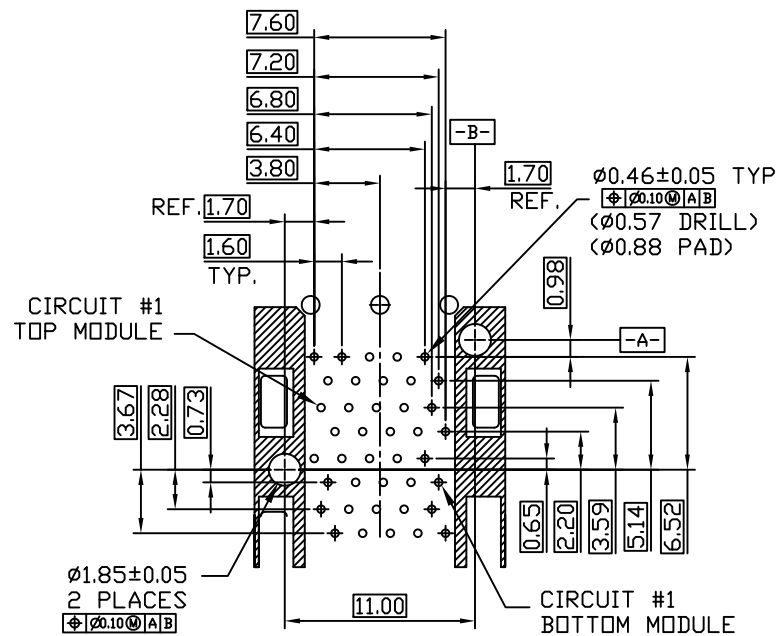 7.60
7.20
6.80
6.40
3.80
-B-
1.70
REF.
Ø0.46±0.05 TYP
⌖ Ø0.10Ⓜ A B
(Ø0.57 DRILL)
(Ø0.88 PAD)
REF. 1.70
1.60
TYP.
0.98
CIRCUIT #1
TOP MODULE
-A-
3.67
2.28
0.73
0.65
2.20
3.59
5.14
6.52
Ø1.85±0.05
2 PLACES
⌖ Ø0.10Ⓜ A B
11.00
CIRCUIT #1
BOTTOM MODULE